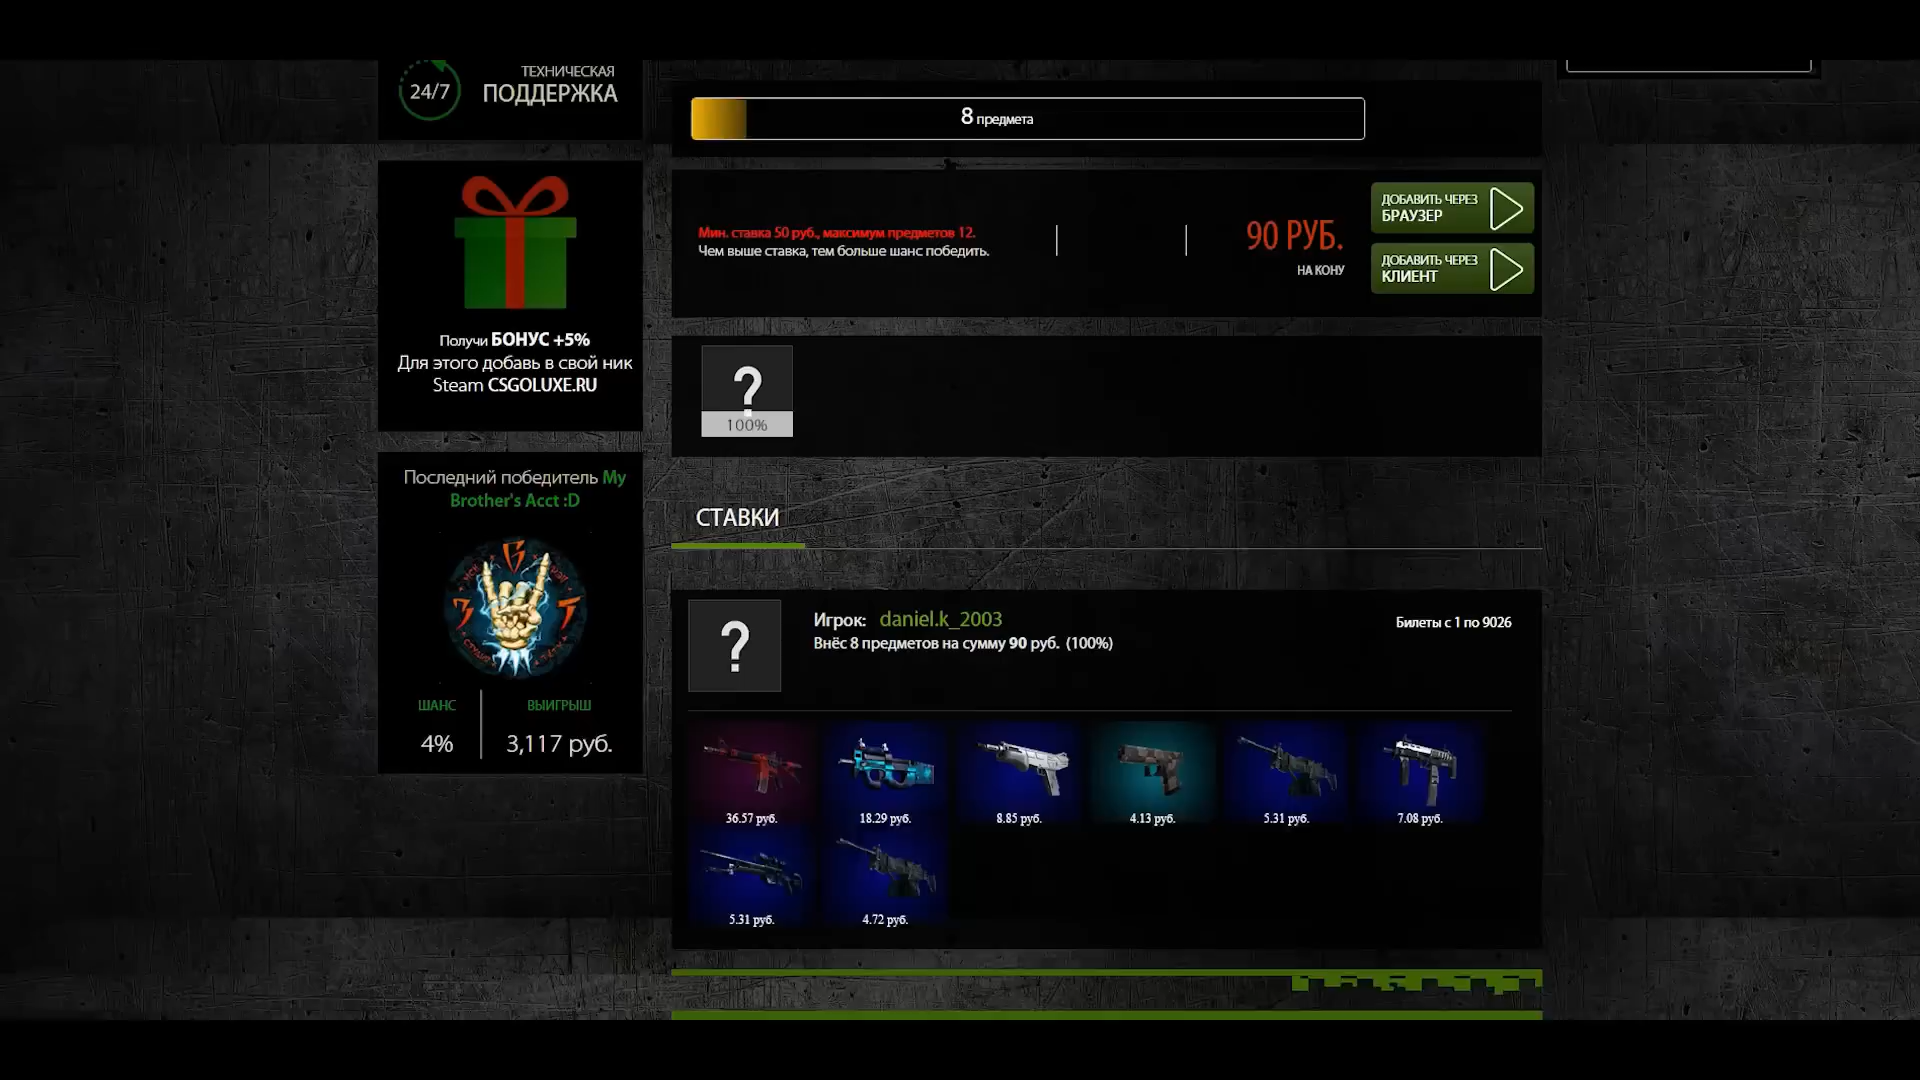 ТЕХНИЧЕСКАЯ
24/7 ПОДДЕРЖКА
8 предмета
Мин. ставка 50 руб., максимум предметов 12.
Чем выше ставка, тем больше шанс победить.
90 РУБ.
НА КОНУ
ДОБАВИТЬ ЧЕРЕЗ
БРАУЗЕР
ДОБАВИТЬ ЧЕРЕЗ
КЛИЕНТ
Получи БОНУС +5%
Для этого добавь в свой ник
Steam CSGOLUXE.RU
?
100%
Последний победитель My
Brother's Acct :D
ШАНС
ВЫИГРЫШ
4%
3,117 руб.
СТАВКИ
?
Игрок: daniel.k_2003
Внёс 8 предметов на сумму 90 руб. (100%)
Билеты с 1 по 9026
36.57 руб.
18.29 руб.
8.85 руб.
4.13 руб.
5.31 руб.
7.08 руб.
5.31 руб.
4.72 руб.